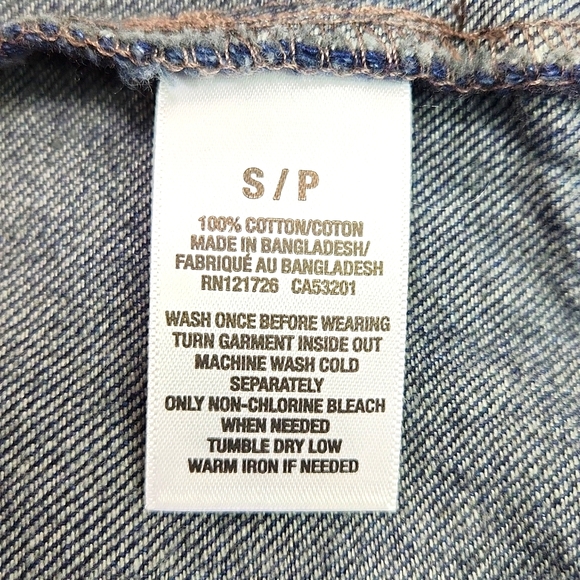 S / P
100% COTTON/COTON
MADE IN BANGLADESH/
FABRIQUÉ AU BANGLADESH
RN121726 CA53201
WASH ONCE BEFORE WEARING
TURN GARMENT INSIDE OUT
MACHINE WASH COLD
SEPARATELY
ONLY NON-CHLORINE BLEACH
WHEN NEEDED
TUMBLE DRY LOW
WARM IRON IF NEEDED